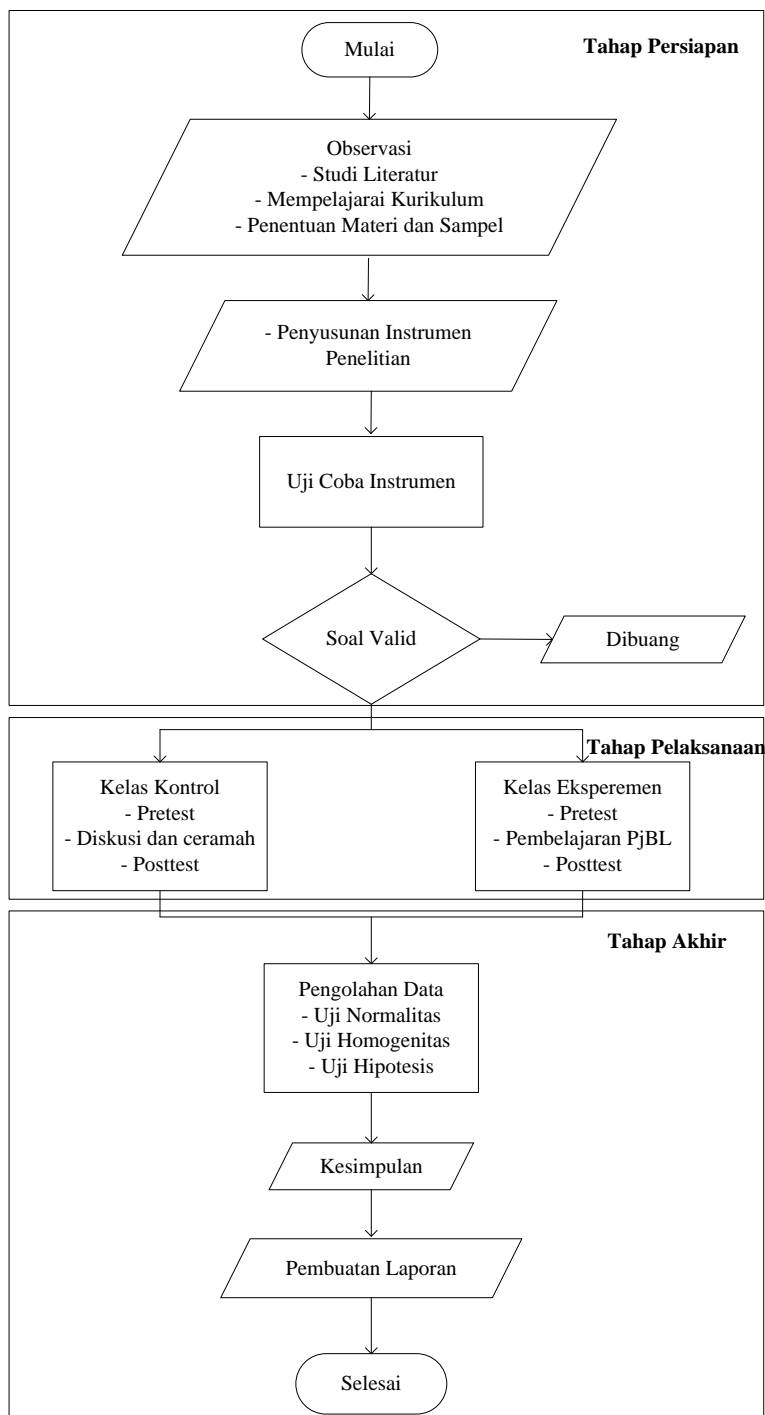 Mulai
Tahap Persiapan
Observasi
- Studi Literatur
- Mempelajarai Kurikulum
- Penentuan Materi dan Sampel
- Penyusunan Instrumen
Penelitian
Uji Coba Instrumen
Soal Valid
Dibuang
Tahap Pelaksanaan
Kelas Kontrol
- Pretest
- Diskusi dan ceramah
- Posttest
Kelas Eksperemen
- Pretest
- Pembelajaran PjBL
- Posttest
Tahap Akhir
Pengolahan Data
- Uji Normalitas
- Uji Homogenitas
- Uji Hipotesis
Kesimpulan
Pembuatan Laporan
Selesai